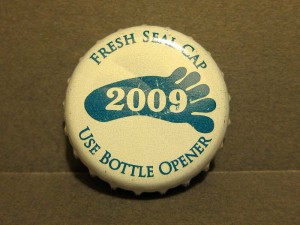 FRESH SEAL CAP
2009
USE BOTTLE OPENER